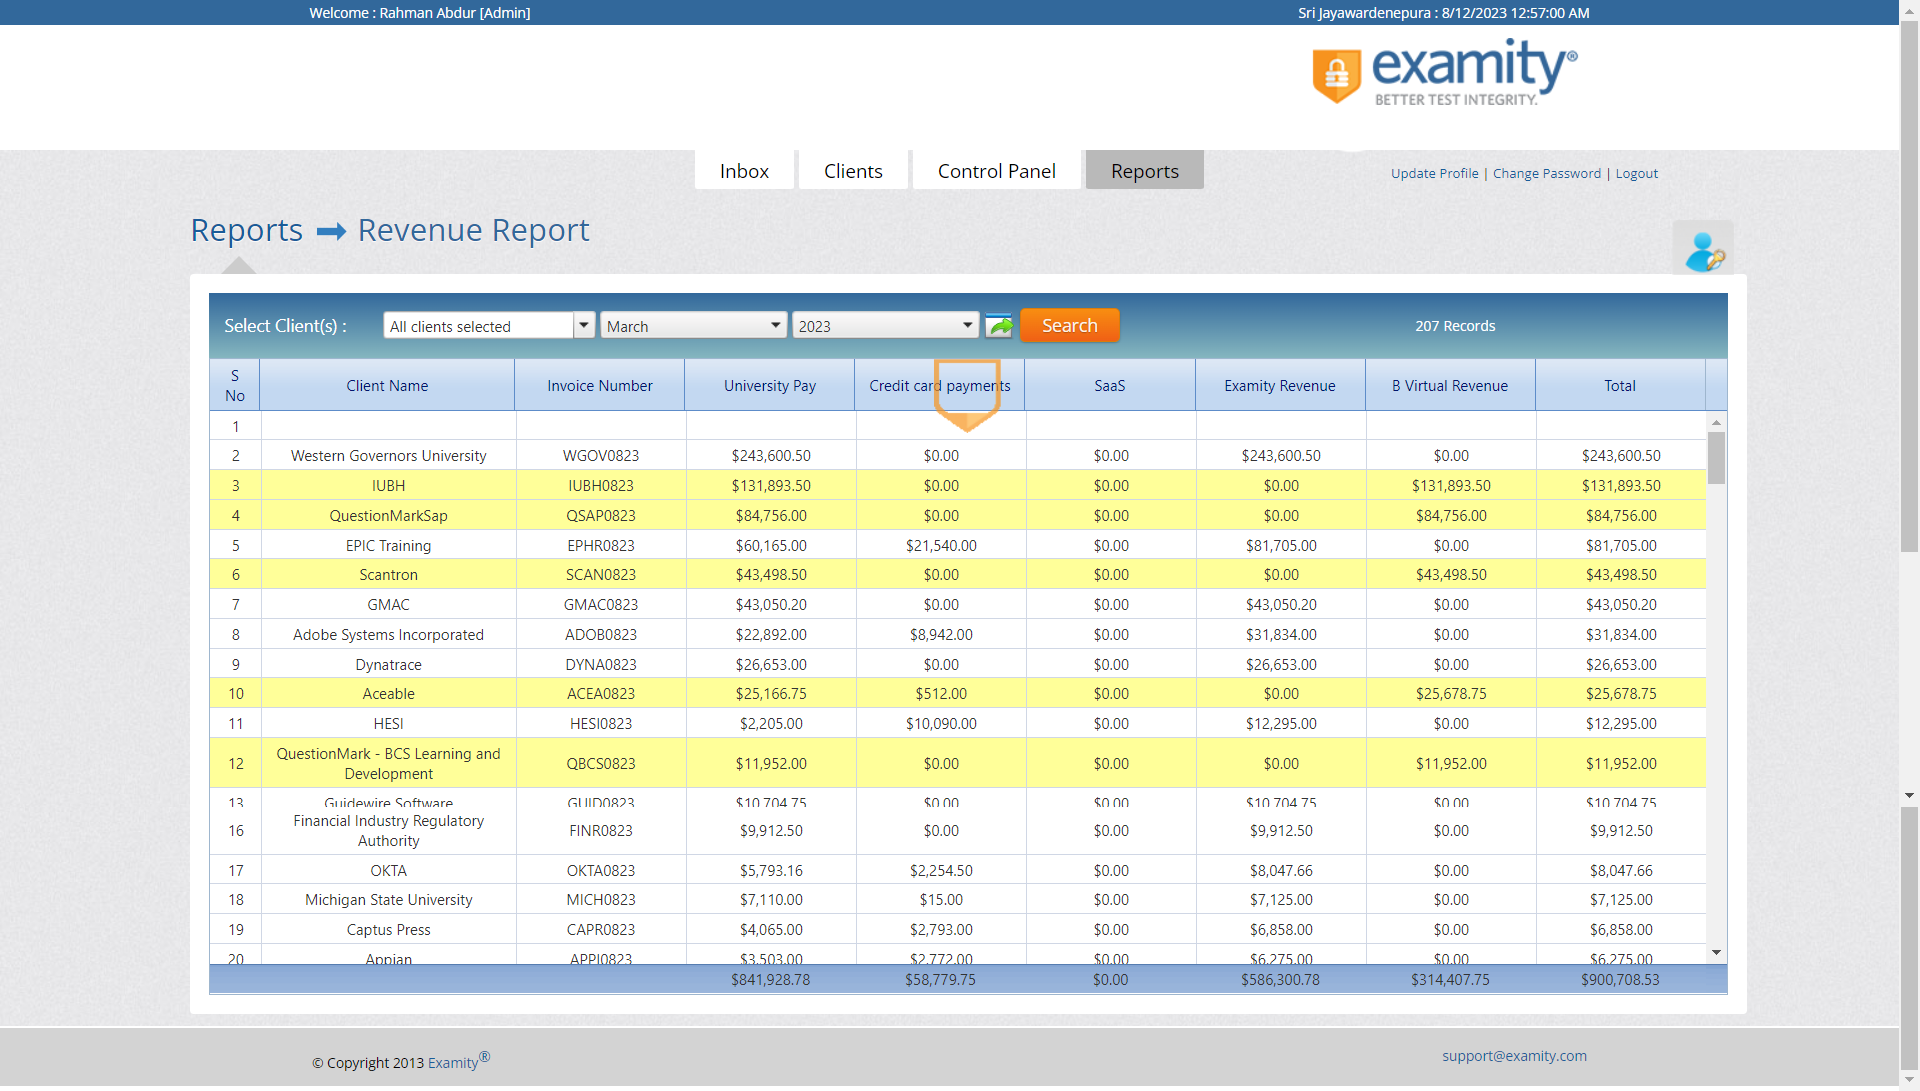 Welcome : Rahman Abdur [Admin] Sri Jayawardenepura : 8/12/2023 12:57:00 AM
examity®
BETTER TEST INTEGRITY.
Inbox Clients Control Panel Reports
Update Profile | Change Password | Logout
Reports ➡ Revenue Report
Select Client(s) : All clients selected March 2023 Search 207 Records
S No Client Name Invoice Number University Pay Credit card payments SaaS Examity Revenue B Virtual Revenue Total
1
2 Western Governors University WGOV0823 $243,600.50 $0.00 $0.00 $243,600.50 $0.00 $243,600.50
3 IUBH IUBH0823 $131,893.50 $0.00 $0.00 $0.00 $131,893.50 $131,893.50
4 QuestionMarkSap QSAP0823 $84,756.00 $0.00 $0.00 $0.00 $84,756.00 $84,756.00
5 EPIC Training EPHR0823 $60,165.00 $21,540.00 $0.00 $81,705.00 $0.00 $81,705.00
6 Scantron SCAN0823 $43,498.50 $0.00 $0.00 $0.00 $43,498.50 $43,498.50
7 GMAC GMAC0823 $43,050.20 $0.00 $0.00 $43,050.20 $0.00 $43,050.20
8 Adobe Systems Incorporated ADOB0823 $22,892.00 $8,942.00 $0.00 $31,834.00 $0.00 $31,834.00
9 Dynatrace DYNA0823 $26,653.00 $0.00 $0.00 $26,653.00 $0.00 $26,653.00
10 Aceable ACEA0823 $25,166.75 $512.00 $0.00 $0.00 $25,678.75 $25,678.75
11 HESI HESI0823 $2,205.00 $10,090.00 $0.00 $12,295.00 $0.00 $12,295.00
12 QuestionMark - BCS Learning and Development QBCS0823 $11,952.00 $0.00 $0.00 $0.00 $11,952.00 $11,952.00
13 Guidewire Software GUID0823 $10,704.75 $0.00 $0.00 $10,704.75 $0.00 $10,704.75
16 Financial Industry Regulatory Authority FINR0823 $9,912.50 $0.00 $0.00 $9,912.50 $0.00 $9,912.50
17 OKTA OKTA0823 $5,793.16 $2,254.50 $0.00 $8,047.66 $0.00 $8,047.66
18 Michigan State University MICH0823 $7,110.00 $15.00 $0.00 $7,125.00 $0.00 $7,125.00
19 Captus Press CAPR0823 $4,065.00 $2,793.00 $0.00 $6,858.00 $0.00 $6,858.00
20 Appian APPI0823 $3,503.00 $2,772.00 $0.00 $6,275.00 $0.00 $6,275.00
$841,928.78 $58,779.75 $0.00 $586,300.78 $314,407.75 $900,708.53
© Copyright 2013 Examity® support@examity.com